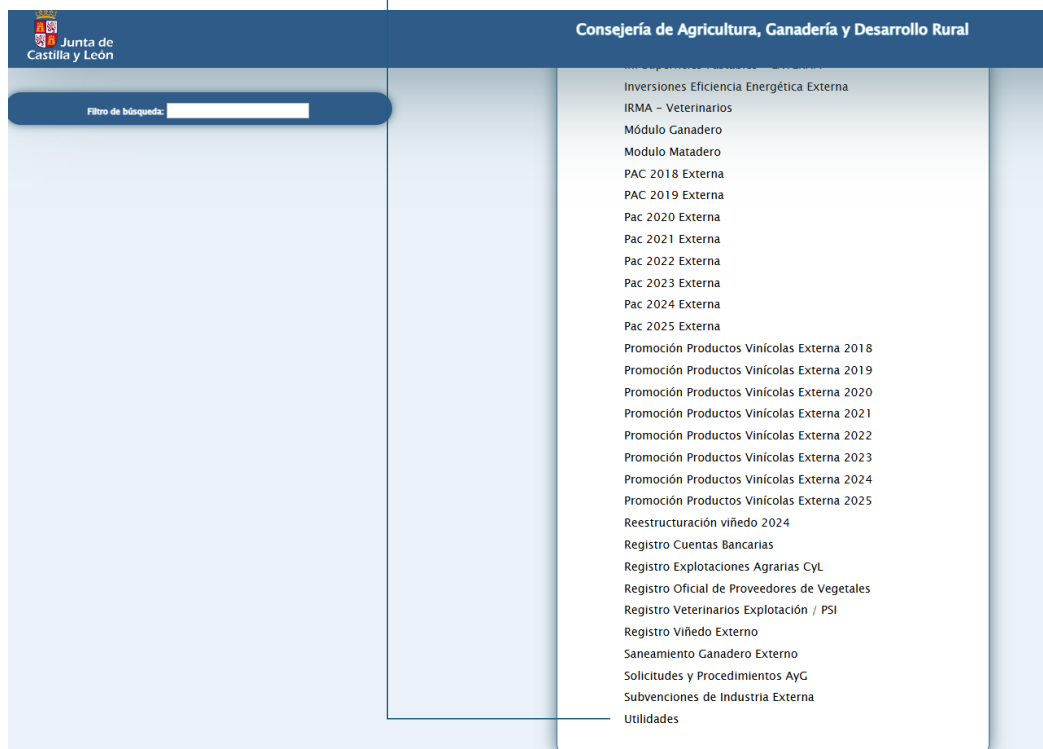 Junta de
Castilla y León
Consejería de Agricultura, Ganadería y Desarrollo Rural
Filtro de búsqueda:
Inversiones Eficiencia Energética Externa
IRMA - Veterinarios
Módulo Ganadero
Modulo Matadero
PAC 2018 Externa
PAC 2019 Externa
Pac 2020 Externa
Pac 2021 Externa
Pac 2022 Externa
Pac 2023 Externa
Pac 2024 Externa
Pac 2025 Externa
Promoción Productos Vinícolas Externa 2018
Promoción Productos Vinícolas Externa 2019
Promoción Productos Vinícolas Externa 2020
Promoción Productos Vinícolas Externa 2021
Promoción Productos Vinícolas Externa 2022
Promoción Productos Vinícolas Externa 2023
Promoción Productos Vinícolas Externa 2024
Promoción Productos Vinícolas Externa 2025
Reestructuración viñedo 2024
Registro Cuentas Bancarias
Registro Explotaciones Agrarias CyL
Registro Oficial de Proveedores de Vegetales
Registro Veterinarios Explotación / PSI
Registro Viñedo Externo
Saneamiento Ganadero Externo
Solicitudes y Procedimientos AyG
Subvenciones de Industria Externa
Utilidades